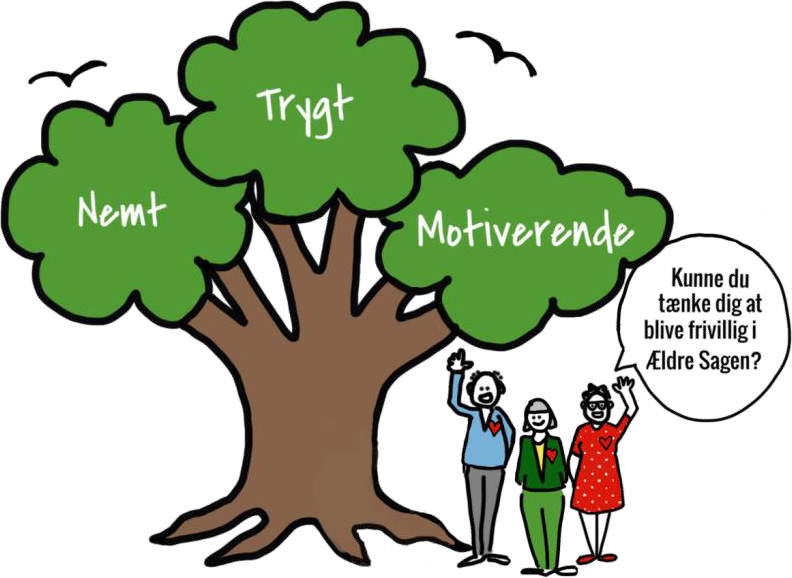 Nemt
Trygt
Motiverende
Kunne du
tænke dig at
blive frivillig i
Ældre Sagen?